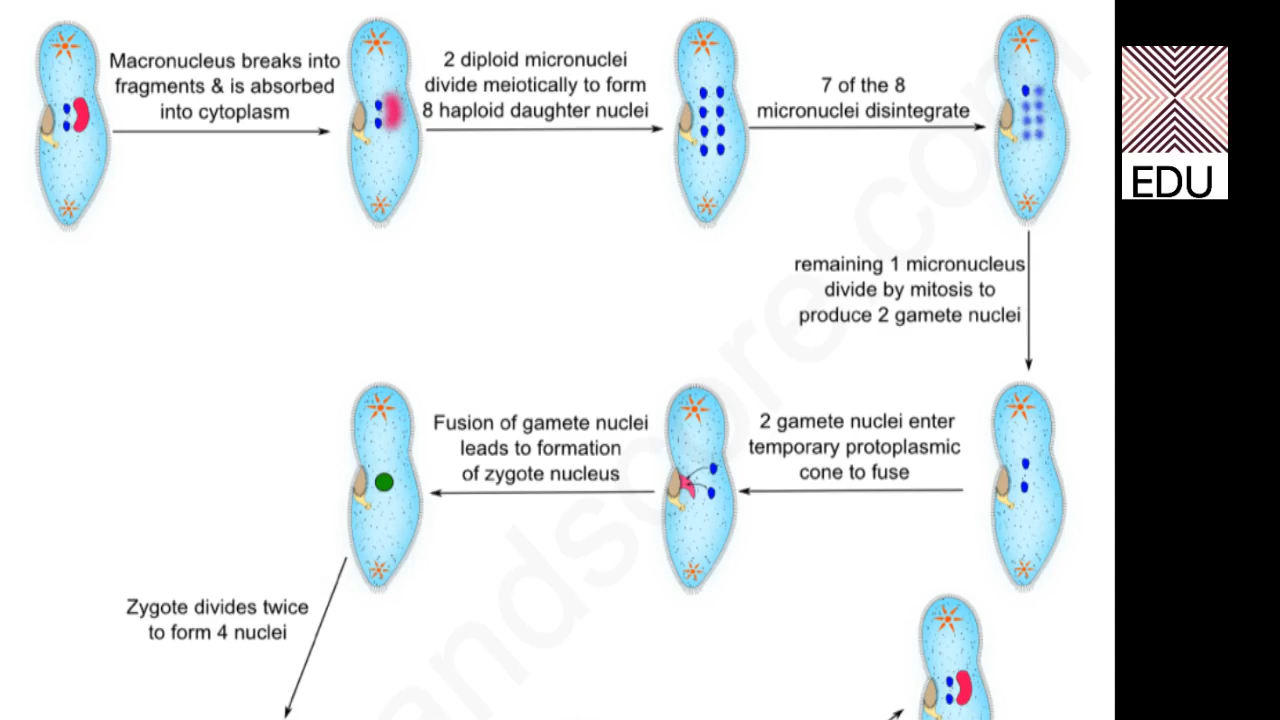 Macronucleus breaks into
fragments & is absorbed
into cytoplasm
2 diploid micronuclei
divide meiotically to form
8 haploid daughter nuclei
7 of the 8
micronuclei disintegrate
EDU
remaining 1 micronucleus
divide by mitosis to
produce 2 gamete nuclei
2 gamete nuclei enter
temporary protoplasmic
cone to fuse
Fusion of gamete nuclei
leads to formation
of zygote nucleus
Zygote divides twice
to form 4 nuclei
andscore.com